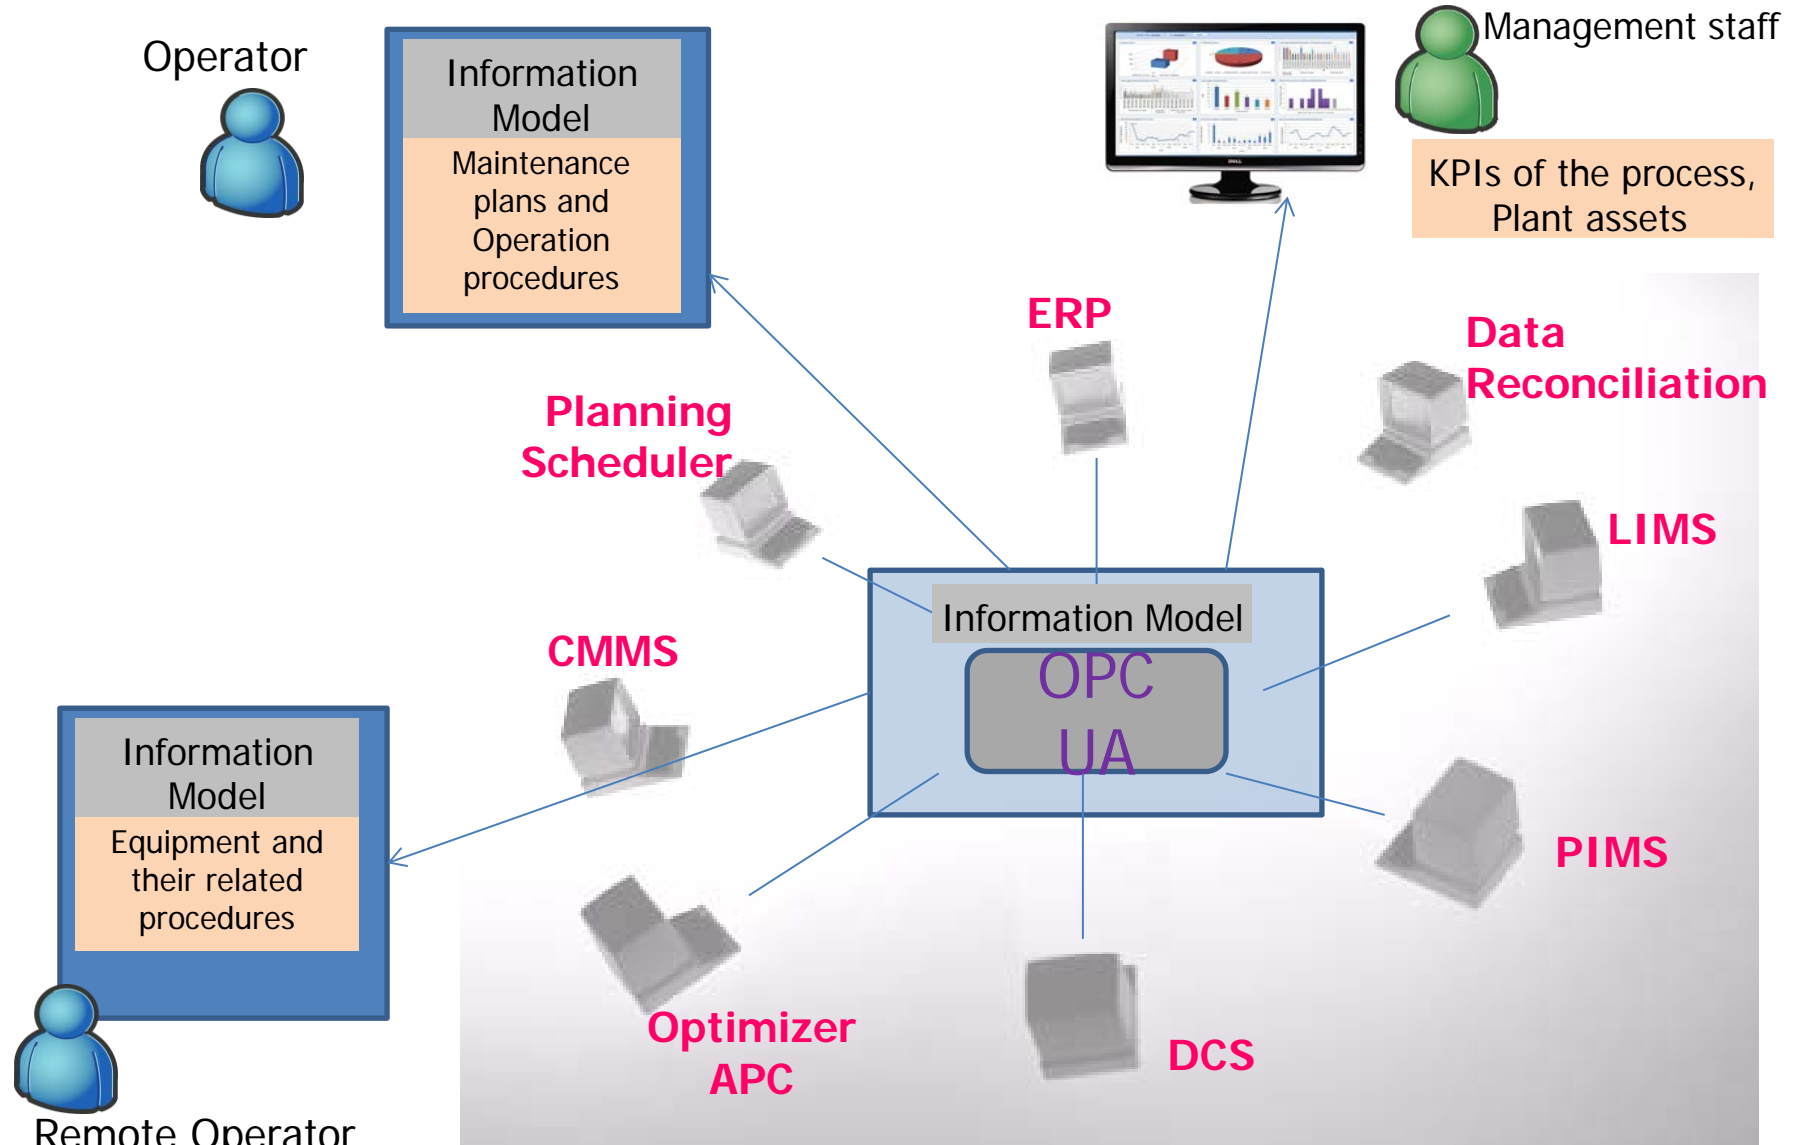 Operator
Information
Model
Maintenance
plans and
Operation
procedures
Management staff
KPIs of the process,
Plant assets
DELL
ERP
Data
Reconciliation
Planning
Scheduler
LIMS
Information Model
OPC
UA
CMMS
Information
Model
Equipment and
their related
procedures
PIMS
Optimizer
APC
DCS
Remote Operator